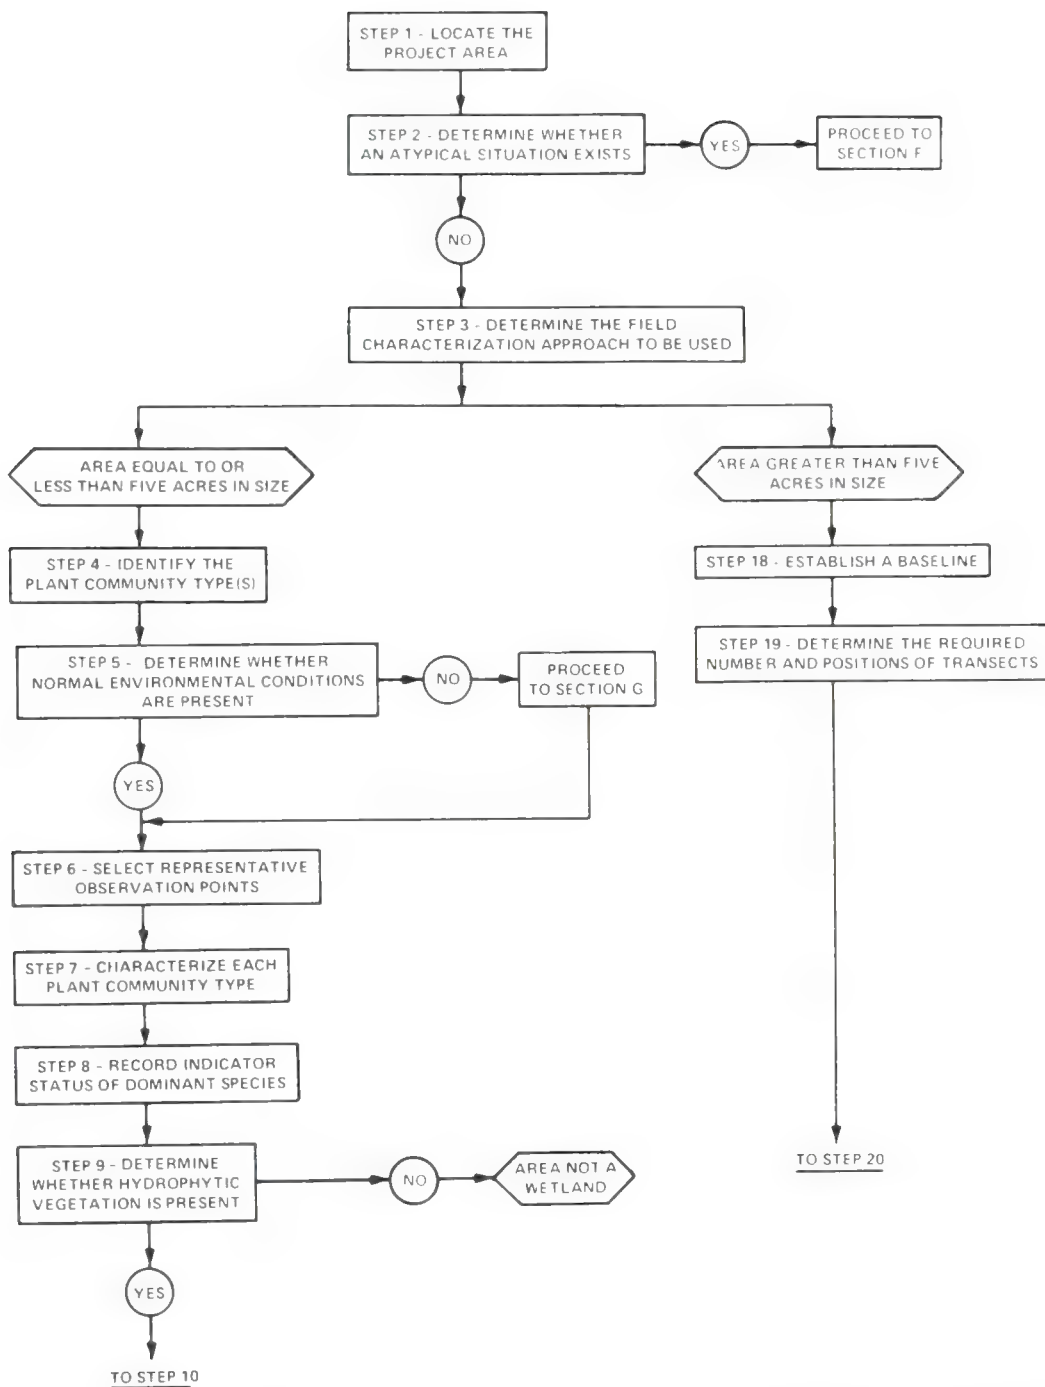 STEP 1 - LOCATE THE
PROJECT AREA
STEP 2 - DETERMINE WHETHER
AN ATYPICAL SITUATION EXISTS
YES
PROCEED TO
SECTION F
NO
STEP 3 - DETERMINE THE FIELD
CHARACTERIZATION APPROACH TO BE USED
AREA EQUAL TO OR
LESS THAN FIVE ACRES IN SIZE
AREA GREATER THAN FIVE
ACRES IN SIZE
STEP 4 - IDENTIFY THE
PLANT COMMUNITY TYPE(S)
STEP 18 - ESTABLISH A BASELINE
STEP 19 - DETERMINE THE REQUIRED
NUMBER AND POSITIONS OF TRANSECTS
STEP 5 - DETERMINE WHETHER
NORMAL ENVIRONMENTAL CONDITIONS
ARE PRESENT
NO
PROCEED
TO SECTION G
YES
STEP 6 - SELECT REPRESENTATIVE
OBSERVATION POINTS
STEP 7 - CHARACTERIZE EACH
PLANT COMMUNITY TYPE
STEP 8 - RECORD INDICATOR
STATUS OF DOMINANT SPECIES
STEP 9 - DETERMINE
WHETHER HYDROPHYTIC
VEGETATION IS PRESENT
NO
AREA NOT A
WETLAND
TO STEP 20
YES
TO STEP 10